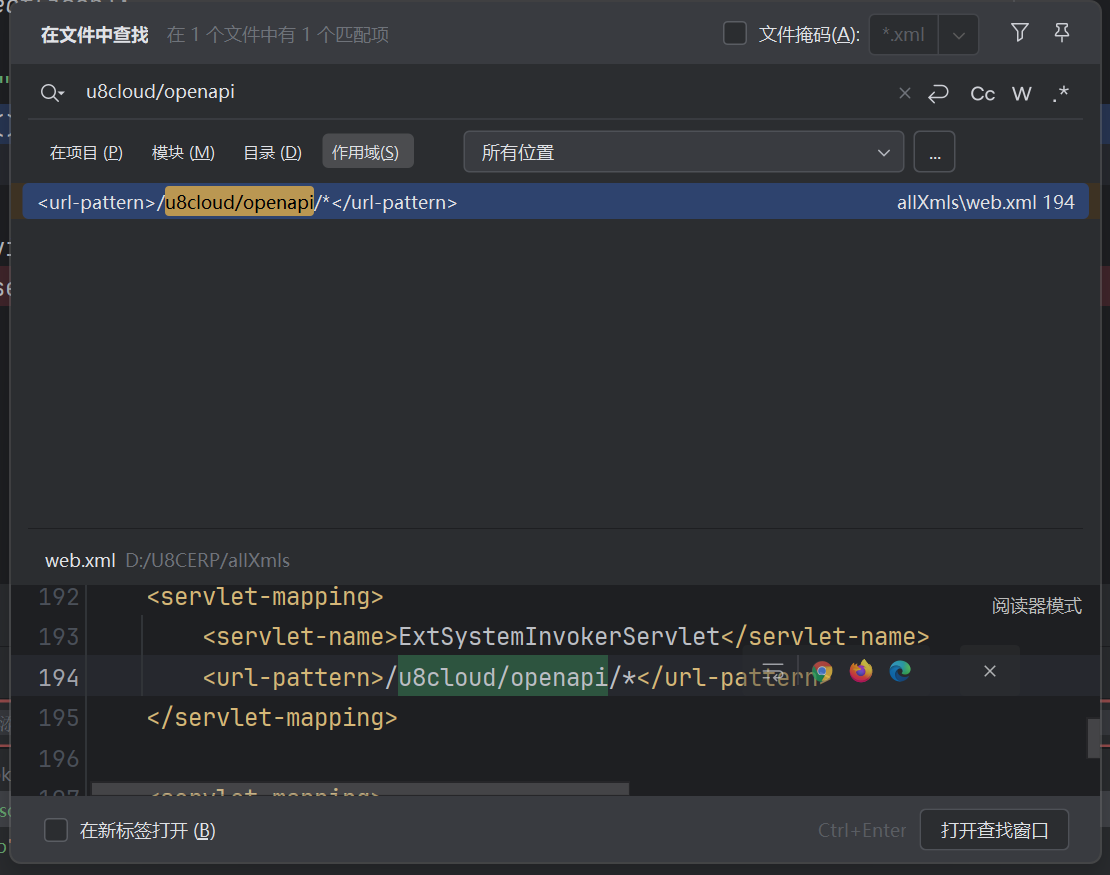 在文件中查找 在 1 个文件中有 1 个匹配项 文件掩码(A): *.xml
u8cloud/openapi Cc W .*
在项目 (P) 模块 (M) 目录 (D) 作用域(S) 所有位置 ...
<url-pattern>/u8cloud/openapi/*</url-pattern> allXmls\web.xml 194
web.xml D:/U8CERP/allXmls
192 <servlet-mapping>
阅读器模式
193 <servlet-name>ExtSystemInvokerServlet</servlet-name>
194 <url-pattern>/u8cloud/openapi/*</url-pattern>
195 </servlet-mapping>
196
197 <servlet-mapping>
在新标签打开 (B) Ctrl+Enter 打开查找窗口